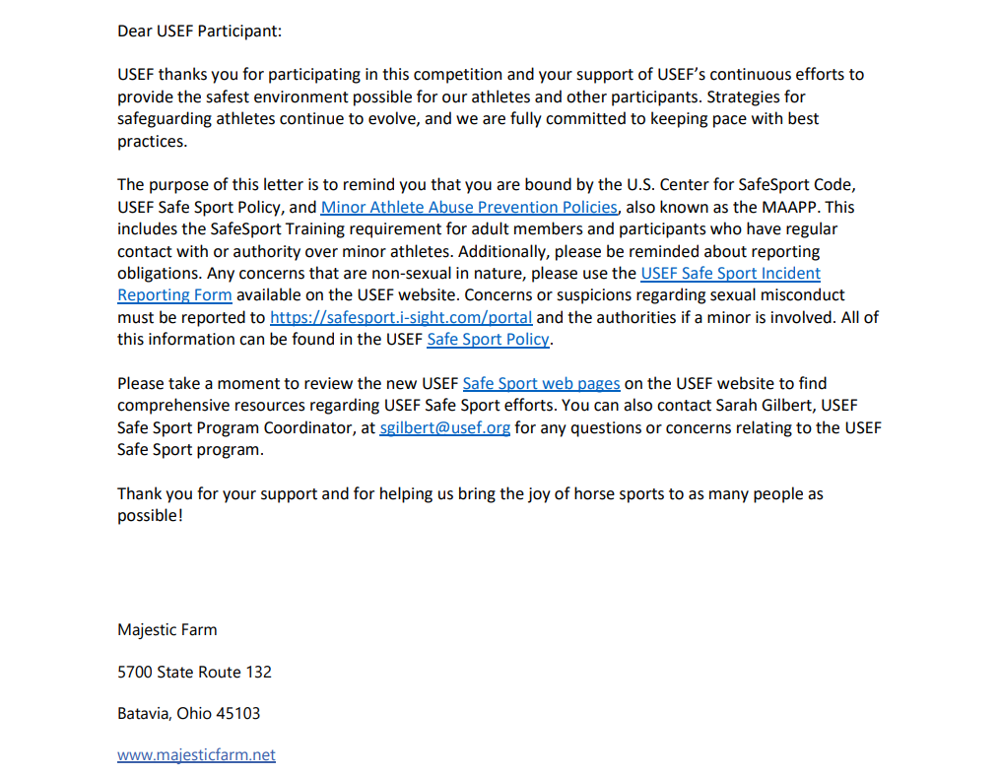 Dear USEF Participant:
USEF thanks you for participating in this competition and your support of USEF’s continuous efforts to
provide the safest environment possible for our athletes and other participants. Strategies for
safeguarding athletes continue to evolve, and we are fully committed to keeping pace with best
practices.
The purpose of this letter is to remind you that you are bound by the U.S. Center for SafeSport Code,
USEF Safe Sport Policy, and Minor Athlete Abuse Prevention Policies, also known as the MAAPP. This
includes the SafeSport Training requirement for adult members and participants who have regular
contact with or authority over minor athletes. Additionally, please be reminded about reporting
obligations. Any concerns that are non-sexual in nature, please use the USEF Safe Sport Incident
Reporting Form available on the USEF website. Concerns or suspicions regarding sexual misconduct
must be reported to https://safesport.i-sight.com/portal and the authorities if a minor is involved. All of
this information can be found in the USEF Safe Sport Policy.
Please take a moment to review the new USEF Safe Sport web pages on the USEF website to find
comprehensive resources regarding USEF Safe Sport efforts. You can also contact Sarah Gilbert, USEF
Safe Sport Program Coordinator, at sgilbert@usef.org for any questions or concerns relating to the USEF
Safe Sport program.
Thank you for your support and for helping us bring the joy of horse sports to as many people as
possible!
Majestic Farm
5700 State Route 132
Batavia, Ohio 45103
www.majesticfarm.net